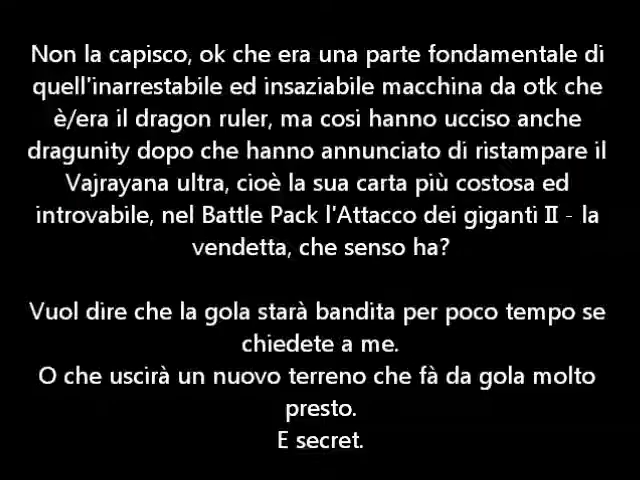 Non la capisco, ok che era una parte fondamentale di
quell'inarrestabile ed insaziabile macchina da otk che
è/era il dragon ruler, ma cosi hanno ucciso anche
dragunity dopo che hanno annunciato di ristampare il
Vajrayana ultra, cioè la sua carta più costosa ed
introvabile, nel Battle Pack l'Attacco dei giganti II - la
vendetta, che senso ha?
Vuol dire che la gola starà bandita per poco tempo se
chiedete a me.
O che uscirà un nuovo terreno che fà da gola molto
presto.
E secret.